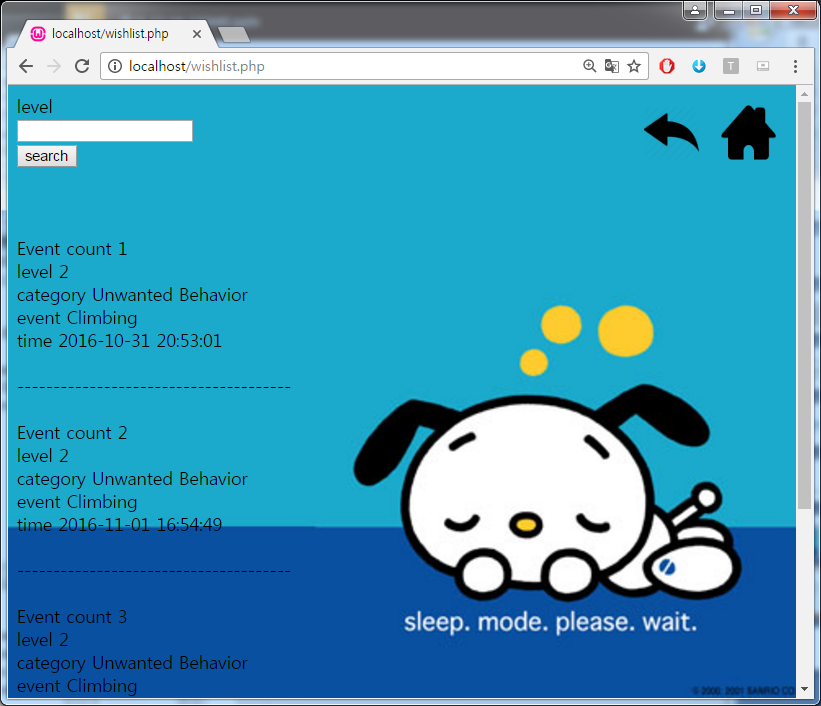 localhost/wishlist.php
localhost/wishlist.php
level
search
Event count 1
level 2
category Unwanted Behavior
event Climbing
time 2016-10-31 20:53:01
--------------------------------------
Event count 2
level 2
category Unwanted Behavior
event Climbing
time 2016-11-01 16:54:49
--------------------------------------
Event count 3
level 2
category Unwanted Behavior
event Climbing
sleep. mode. please. wait.
© 2000, 2001 SANRIO CO